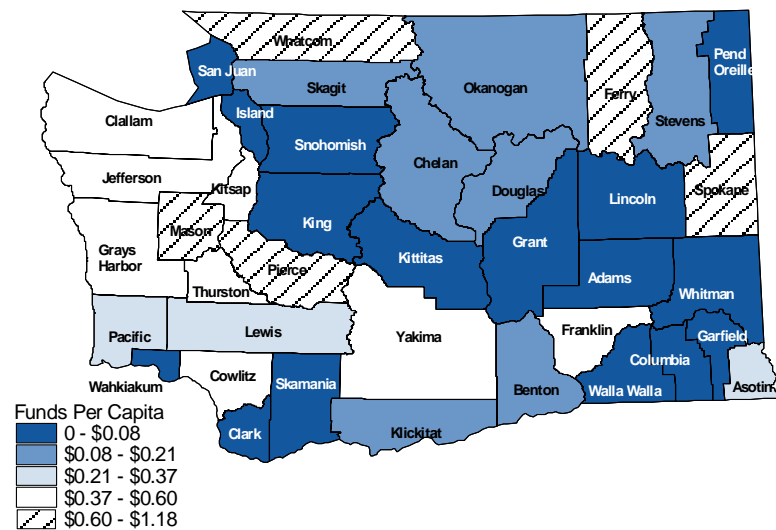 Whatcom
San Juan
Pend
Oreille
Skagit
Okanogan
Ferry
Stevens
Island
Clallam
Snohomish
Chelan
Jefferson
Kitsap
Douglas
Lincoln
Spokane
Mason
King
Grant
Grays
Harbor
Kittitas
Pierce
Adams
Thurston
Whitman
Pacific
Lewis
Yakima
Franklin
Garfield
Columbia
Wahkiakum
Cowlitz
Skamania
Benton
Walla Walla
Asotin
Clark
Klickitat
Funds Per Capita
0 - $0.08
$0.08 - $0.21
$0.21 - $0.37
$0.37 - $0.60
$0.60 - $1.18